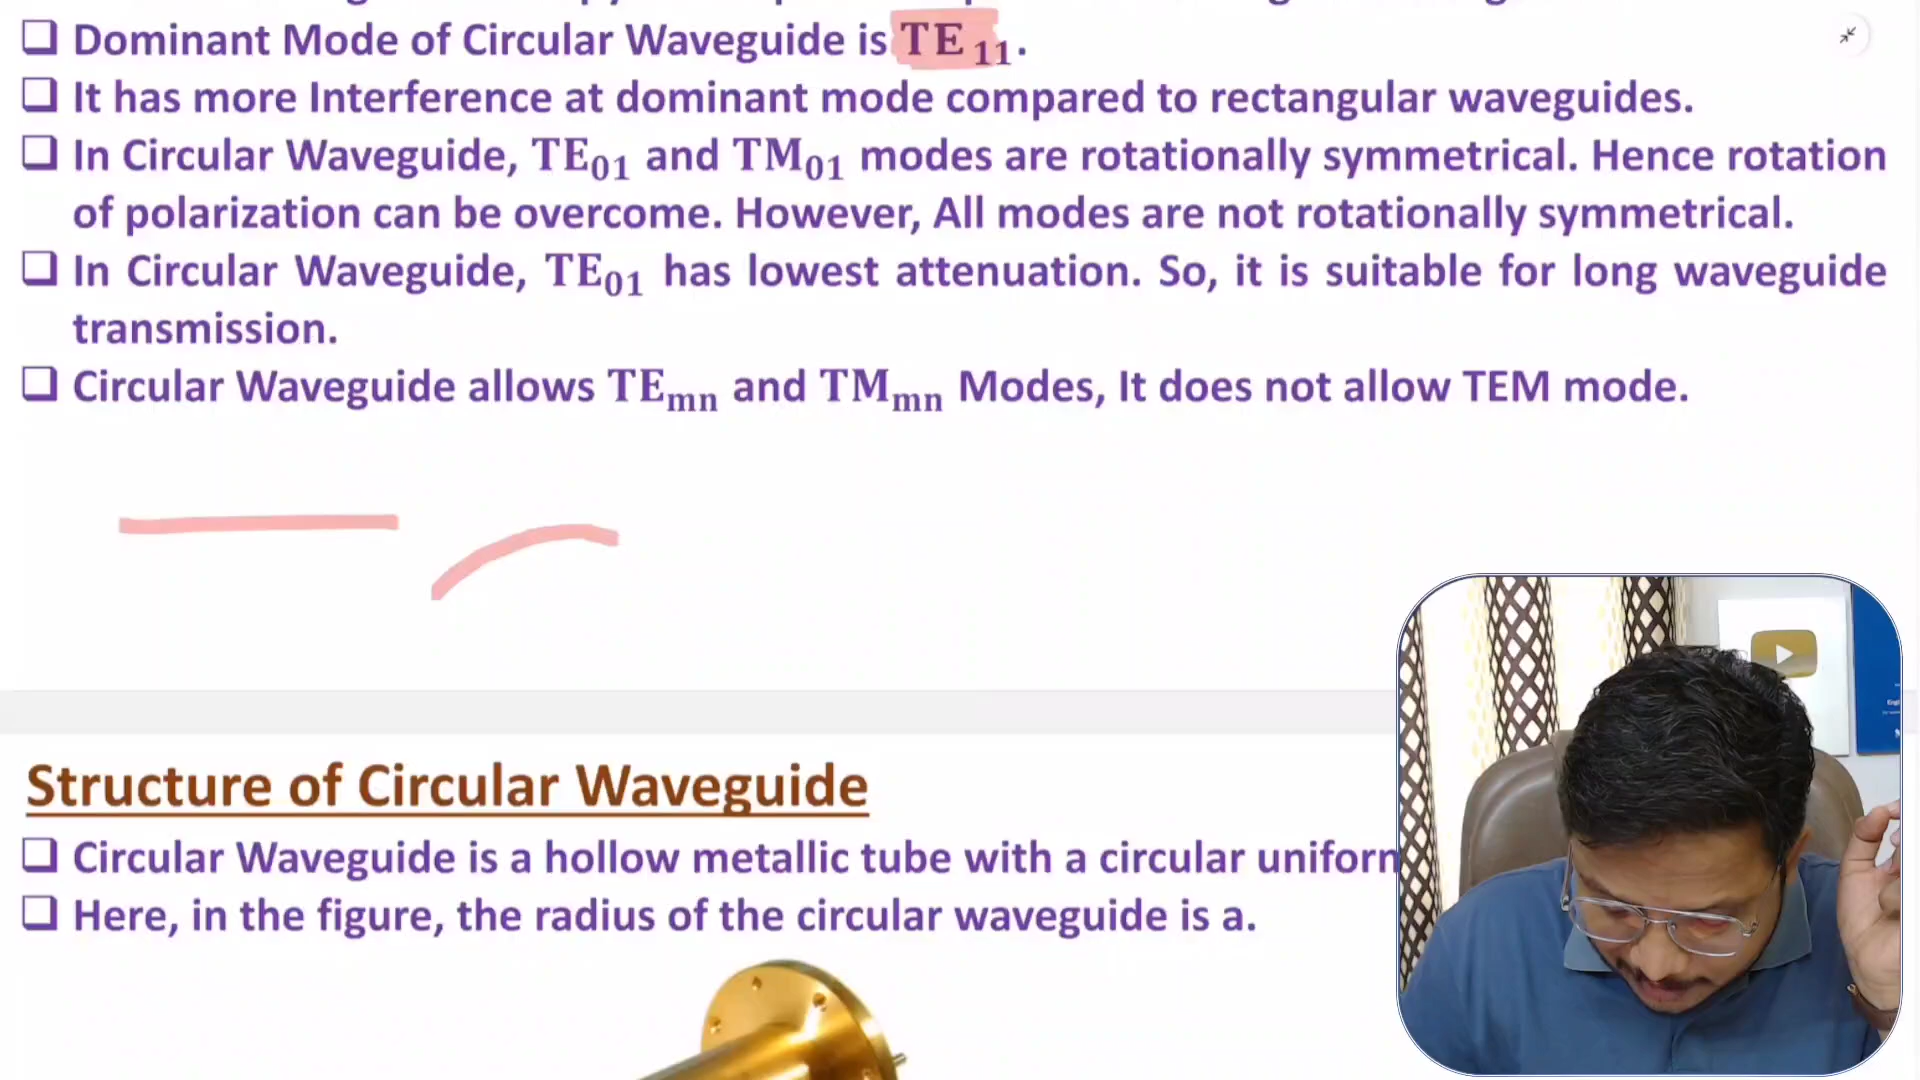 ❑ Dominant Mode of Circular Waveguide is TE₁₁.
❑ It has more Interference at dominant mode compared to rectangular waveguides.
❑ In Circular Waveguide, TE₀₁ and TM₀₁ modes are rotationally symmetrical. Hence rotation
of polarization can be overcome. However, All modes are not rotationally symmetrical.
❑ In Circular Waveguide, TE₀₁ has lowest attenuation. So, it is suitable for long waveguide
transmission.
❑ Circular Waveguide allows TEₘₙ and TMₘₙ Modes, It does not allow TEM mode.
Structure of Circular Waveguide
❑ Circular Waveguide is a hollow metallic tube with a circular
❑ Here, in the figure, the radius of the circular waveguide is a.